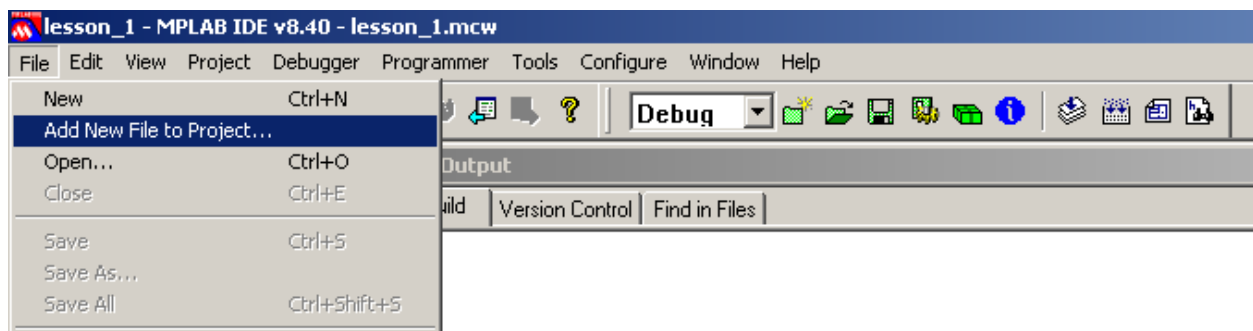 lesson_1 - MPLAB IDE v8.40 - lesson_1.mcw
File Edit View Project Debugger Programmer Tools Configure Window Help
New Ctrl+N
Debug
Add New File to Project...
Open... Ctrl+O
Output
Close Ctrl+E
uild Version Control Find in Files
Save Ctrl+S
Save As...
Save All Ctrl+Shift+S